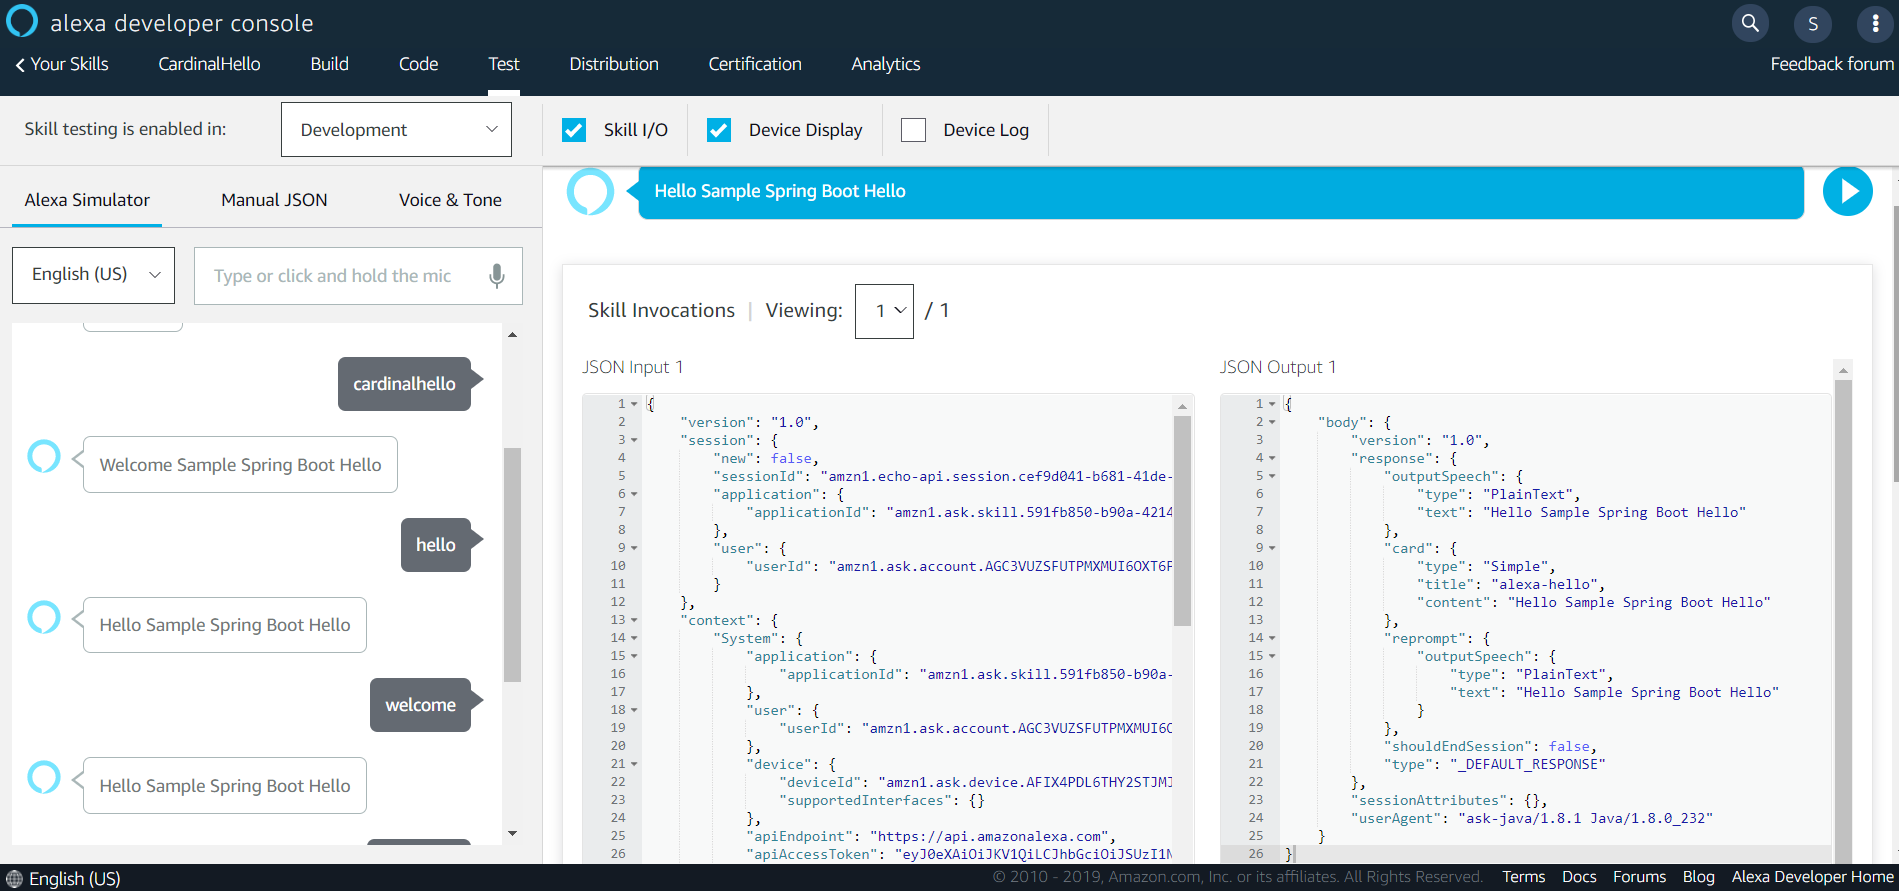 alexa developer console
S
Your Skills
CardinalHello
Build
Code
Test
Distribution
Certification
Analytics
Feedback forum
Skill testing is enabled in:
Development
Skill I/O
Device Display
Device Log
Alexa Simulator
Manual JSON
Voice & Tone
English (US)
Type or click and hold the mic
cardinalhello
Welcome Sample Spring Boot Hello
hello
Hello Sample Spring Boot Hello
welcome
Hello Sample Spring Boot Hello
Hello Sample Spring Boot Hello
Skill Invocations | Viewing: 1 / 1
JSON Input 1
1 {
2 "version": "1.0",
3 "session": {
4 "new": false,
5 "sessionId": "amzn1.echo-api.session.cef9d041-b681-41de-
6 "application": {
7 "applicationId": "amzn1.ask.skill.591fb850-b90a-4214
8 },
9 "user": {
10 "userId": "amzn1.ask.account.AGC3VUZSFUTPMXMUI6OXT6F
11 }
12 },
13 "context": {
14 "System": {
15 "application": {
16 "applicationId": "amzn1.ask.skill.591fb850-b90a-
17 },
18 "user": {
19 "userId": "amzn1.ask.account.AGC3VUZSFUTPMXMUI6O
20 },
21 "device": {
22 "deviceId": "amzn1.ask.device.AFIX4PDL6THY2STJMJ
23 "supportedInterfaces": {}
24 },
25 "apiEndpoint": "https://api.amazonalexa.com",
26 "apiAccessToken": "eyJ0eXAiOiJKV1QiLCJhbGciOiJSUzI1N
JSON Output 1
1 {
2 "body": {
3 "version": "1.0",
4 "response": {
5 "outputSpeech": {
6 "type": "PlainText",
7 "text": "Hello Sample Spring Boot Hello"
8 },
9 "card": {
10 "type": "Simple",
11 "title": "alexa-hello",
12 "content": "Hello Sample Spring Boot Hello"
13 },
14 "reprompt": {
15 "outputSpeech": {
16 "type": "PlainText",
17 "text": "Hello Sample Spring Boot Hello"
18 }
19 },
20 "shouldEndSession": false,
21 "type": "_DEFAULT_RESPONSE"
22 },
23 "sessionAttributes": {},
24 "userAgent": "ask-java/1.8.1 Java/1.8.0_232"
25 }
26 }
English (US)
© 2010 - 2019, Amazon.com, Inc. or its affiliates. All Rights Reserved.
Terms
Docs
Forums
Blog
Alexa Developer Home